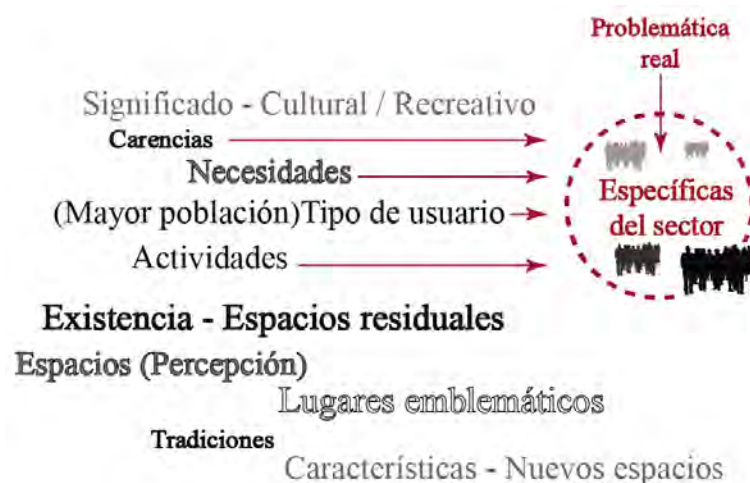 Problemática
real
Significado - Cultural / Recreativo
Carencias
Necesidades
(Mayor población)Tipo de usuario
Actividades
Específicas
del sector
Existencia - Espacios residuales
Espacios (Percepción)
Lugares emblemáticos
Tradiciones
Características - Nuevos espacios